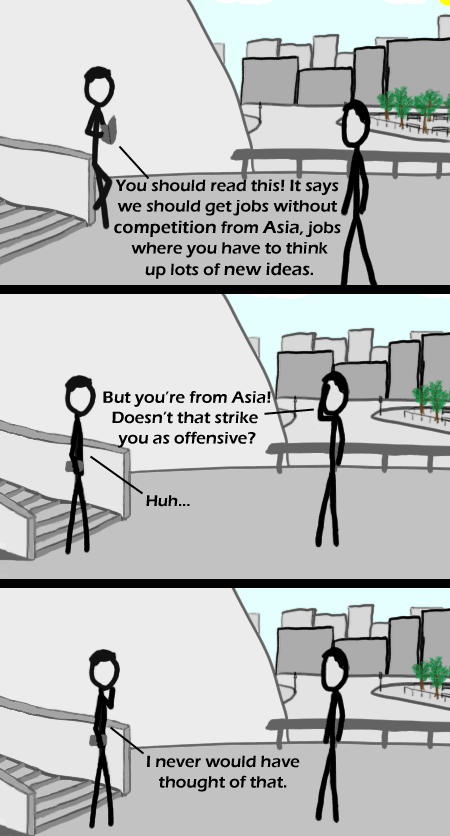 You should read this! It says
we should get jobs without
competition from Asia, jobs
where you have to think
up lots of new ideas.
But you're from Asia!
Doesn't that strike
you as offensive?
Huh...
I never would have
thought of that.